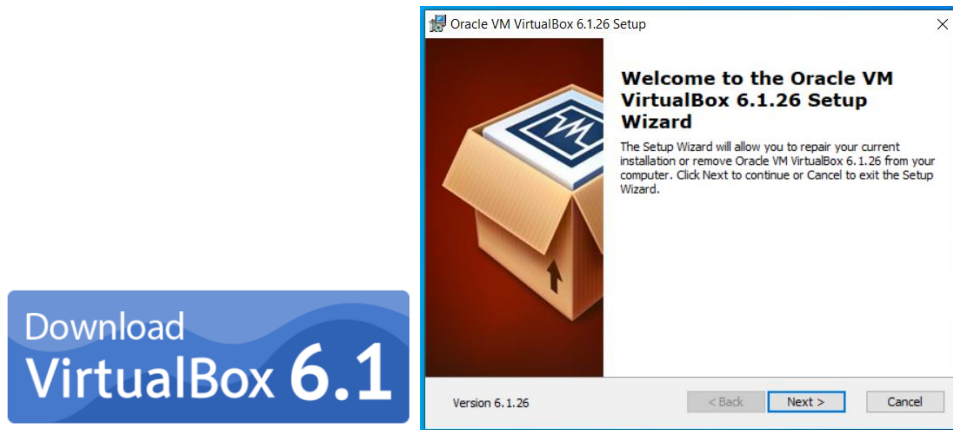 Download
VirtualBox 6.1
Oracle VM VirtualBox 6.1.26 Setup
Welcome to the Oracle VM
VirtualBox 6.1.26 Setup
Wizard
The Setup Wizard will allow you to repair your current
installation or remove Oracle VM VirtualBox 6.1.26 from your
computer. Click Next to continue or Cancel to exit the Setup
Wizard.
Version 6.1.26
< Back
Next >
Cancel